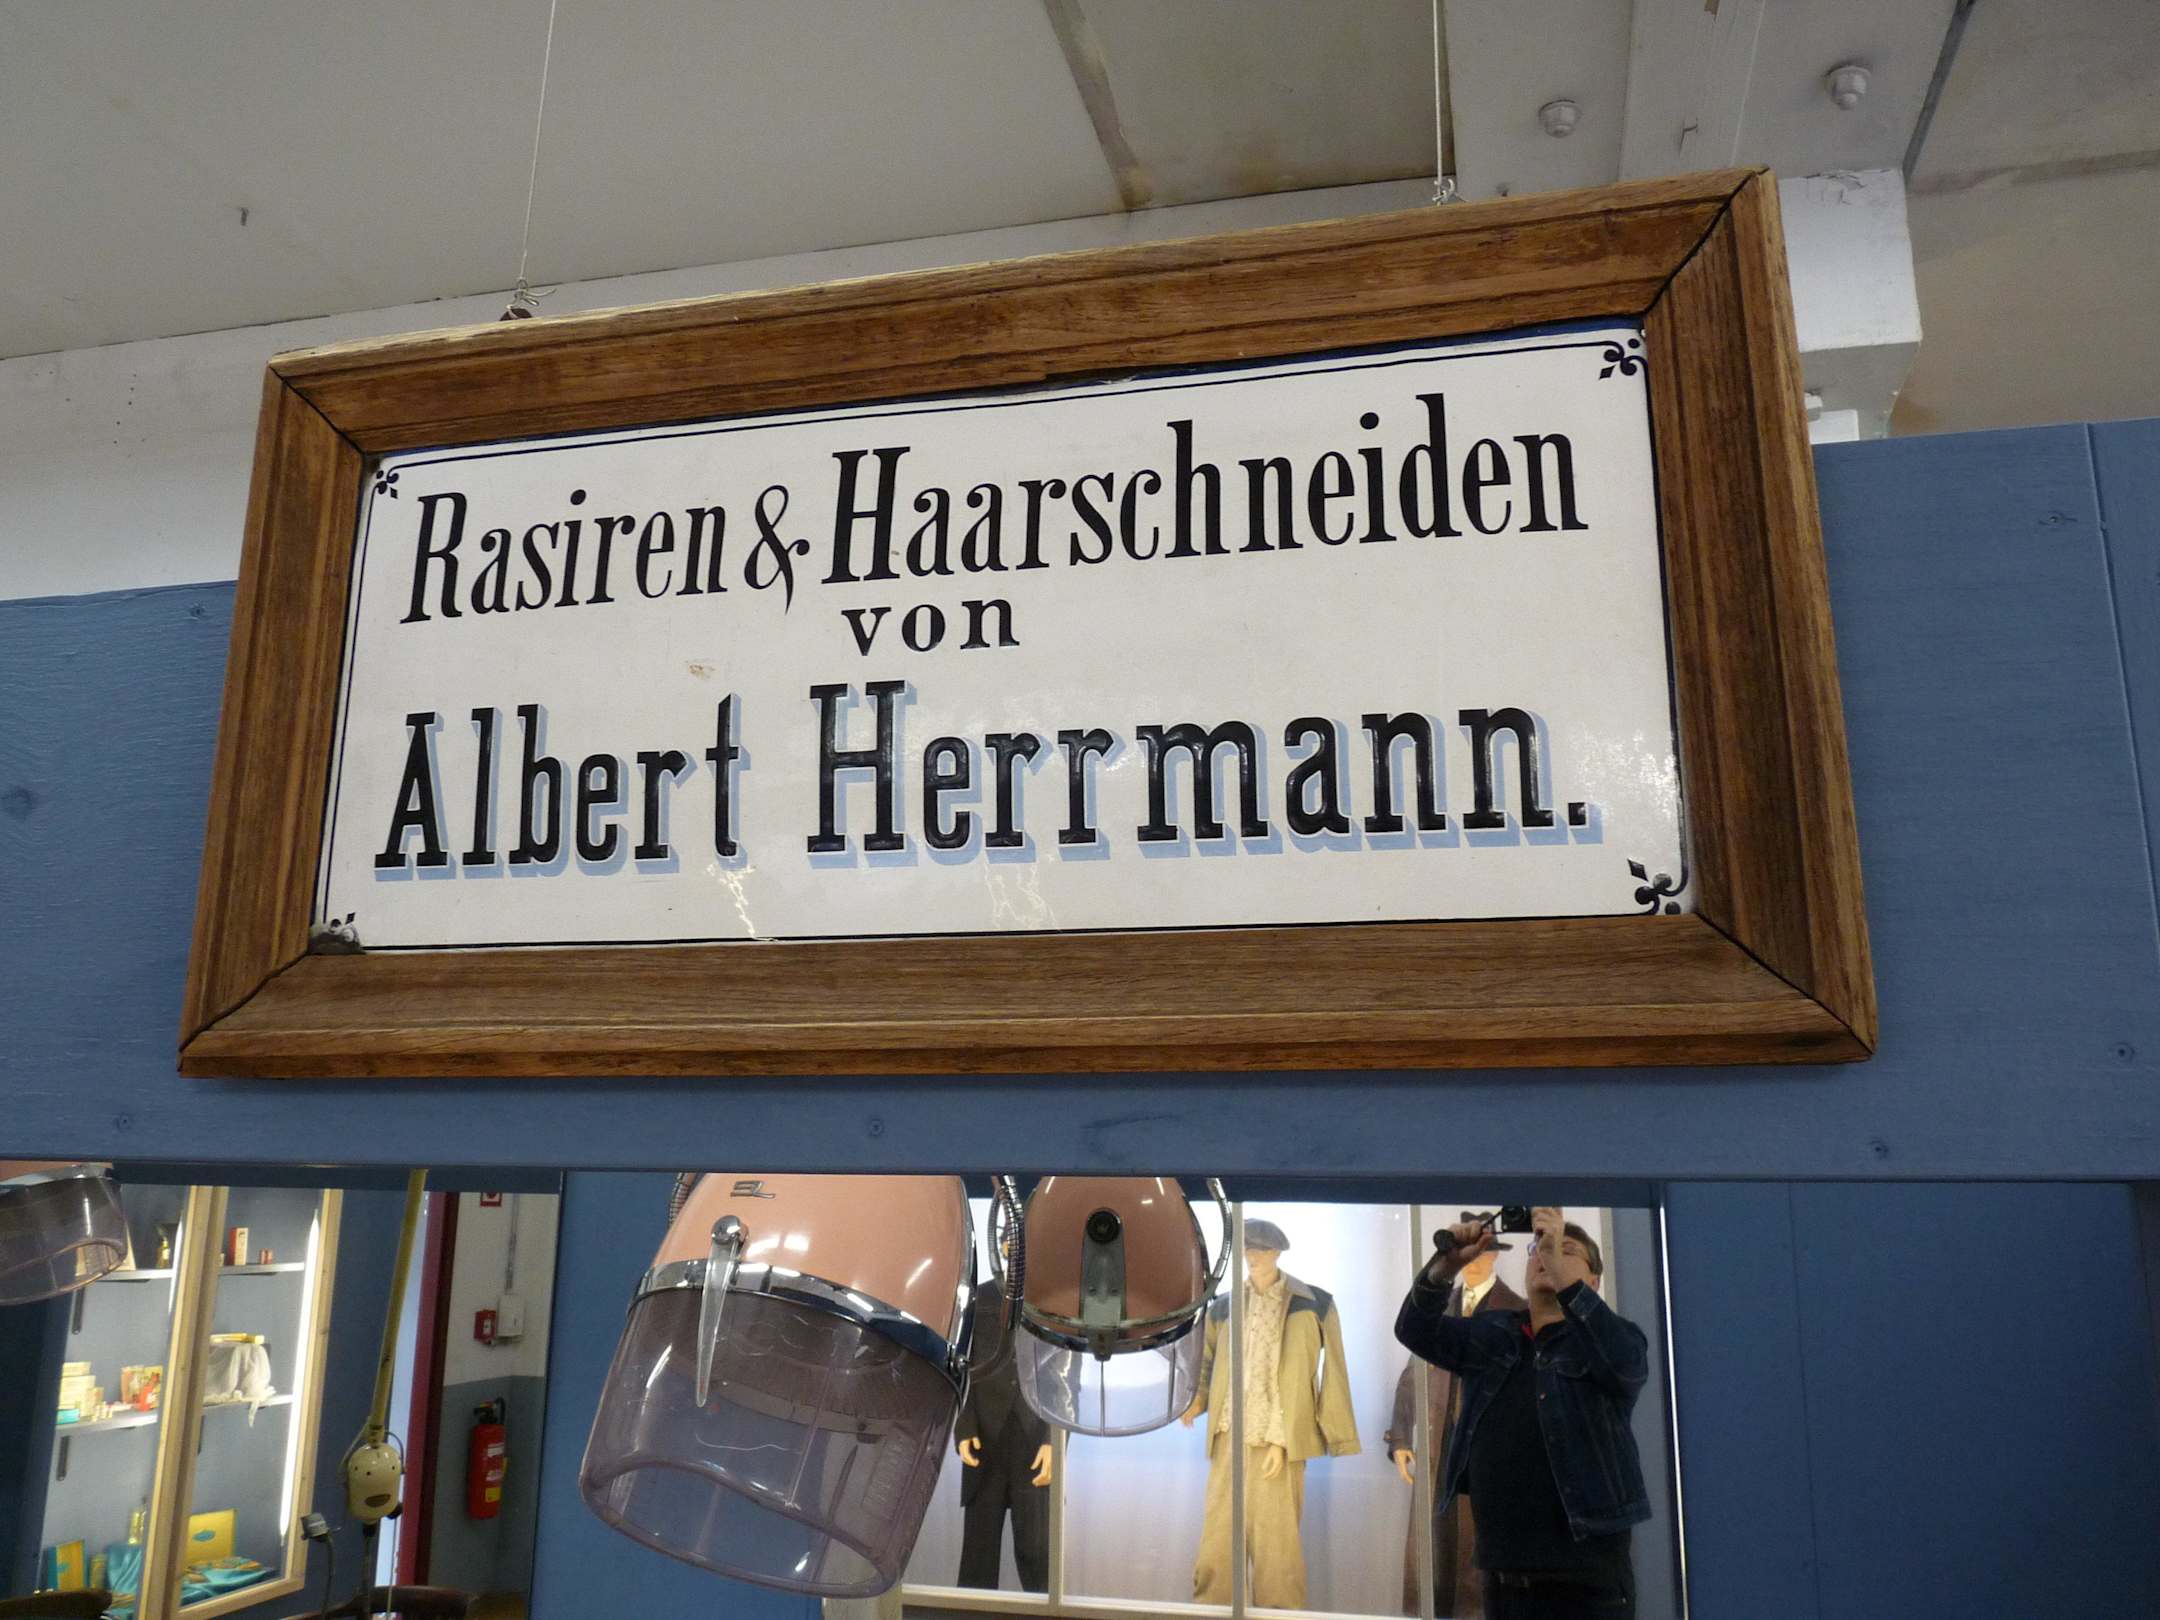 Rasiren & Haarschneiden
von
Albert Herrmann.